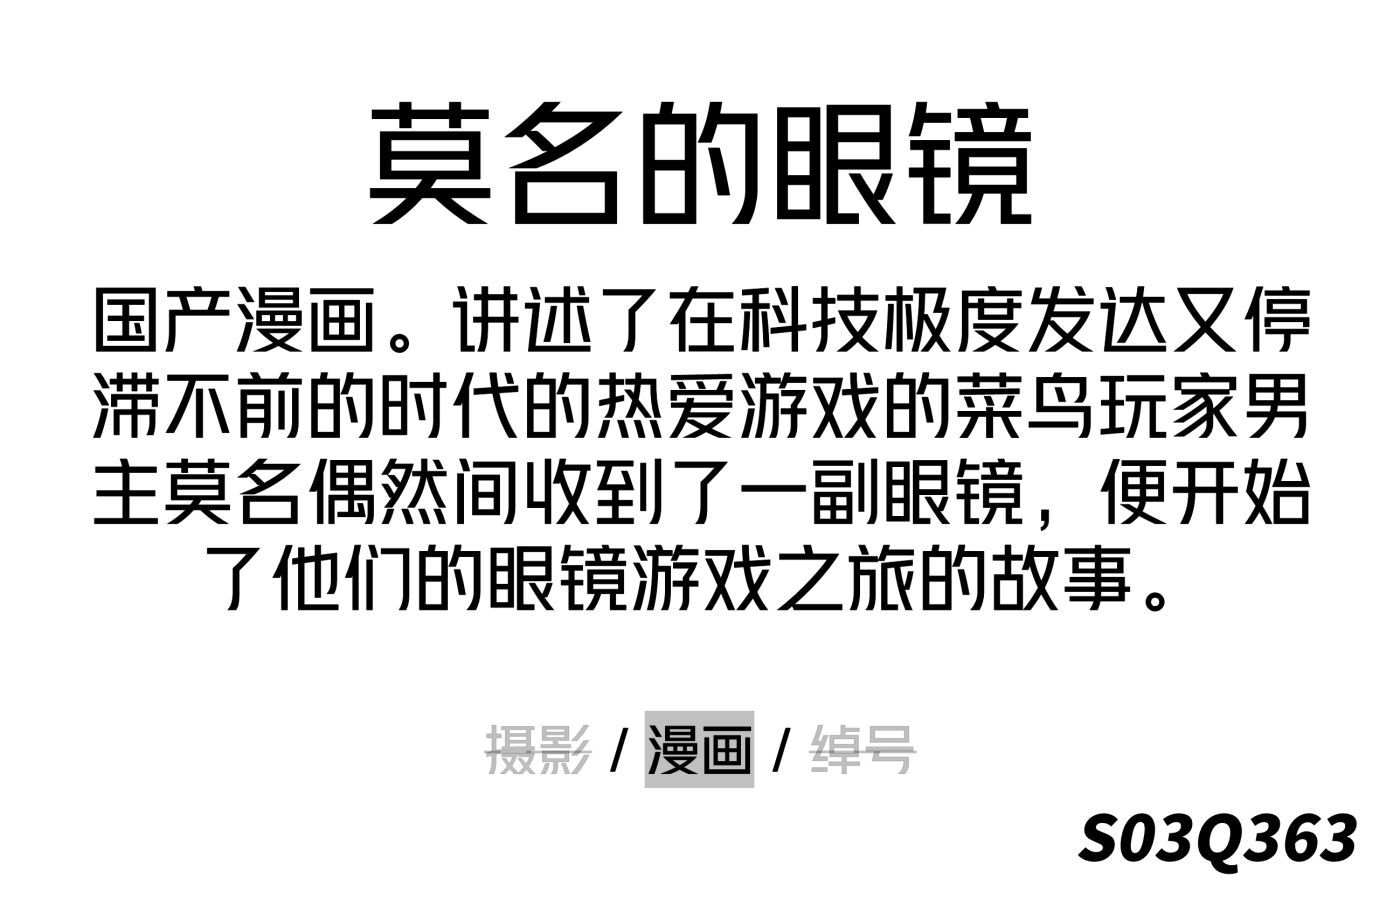 莫名的眼镜
国产漫画。讲述了在科技极度发达又停
滞不前的时代的热爱游戏的菜鸟玩家男
主莫名偶然间收到了一副眼镜，便开始
了他们的眼镜游戏之旅的故事。
摄影 / 漫画 / 绰号
S03Q363